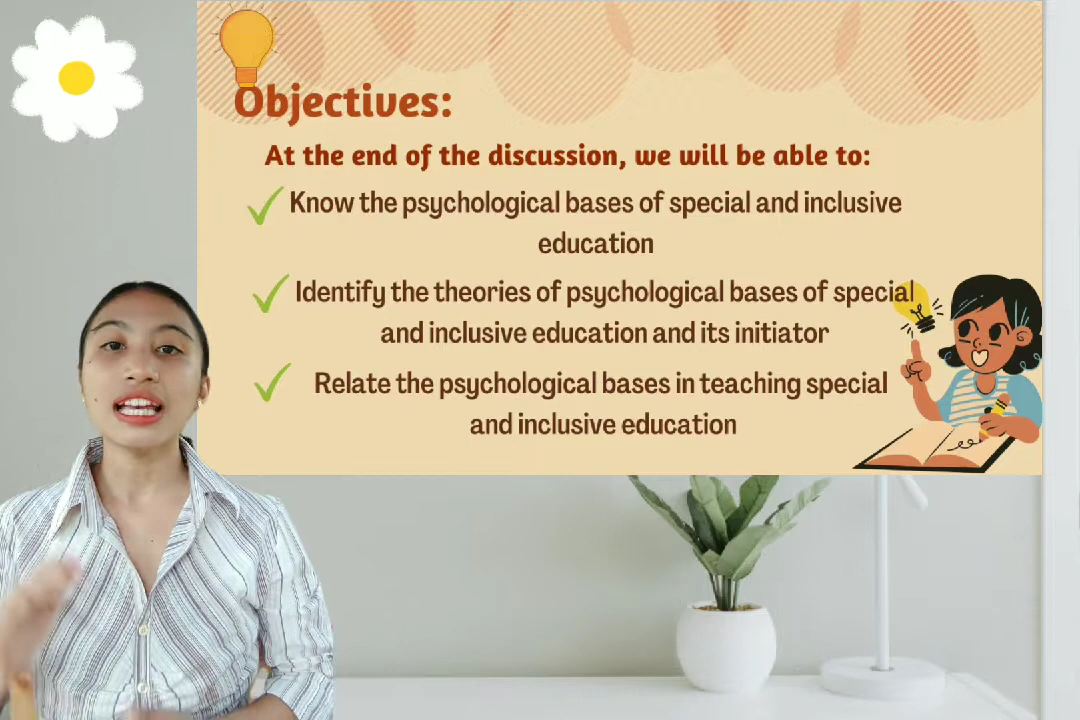 Objectives:
At the end of the discussion, we will be able to:
Know the psychological bases of special and inclusive
education
Identify the theories of psychological bases of special
and inclusive education and its initiator
Relate the psychological bases in teaching special
and inclusive education